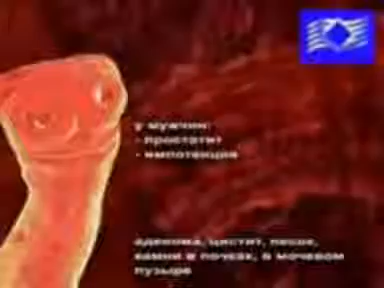 у мужчин:
- простатит
- импотенция
аденома, цистит, песок,
камни в почках, в мочевом
пузыре